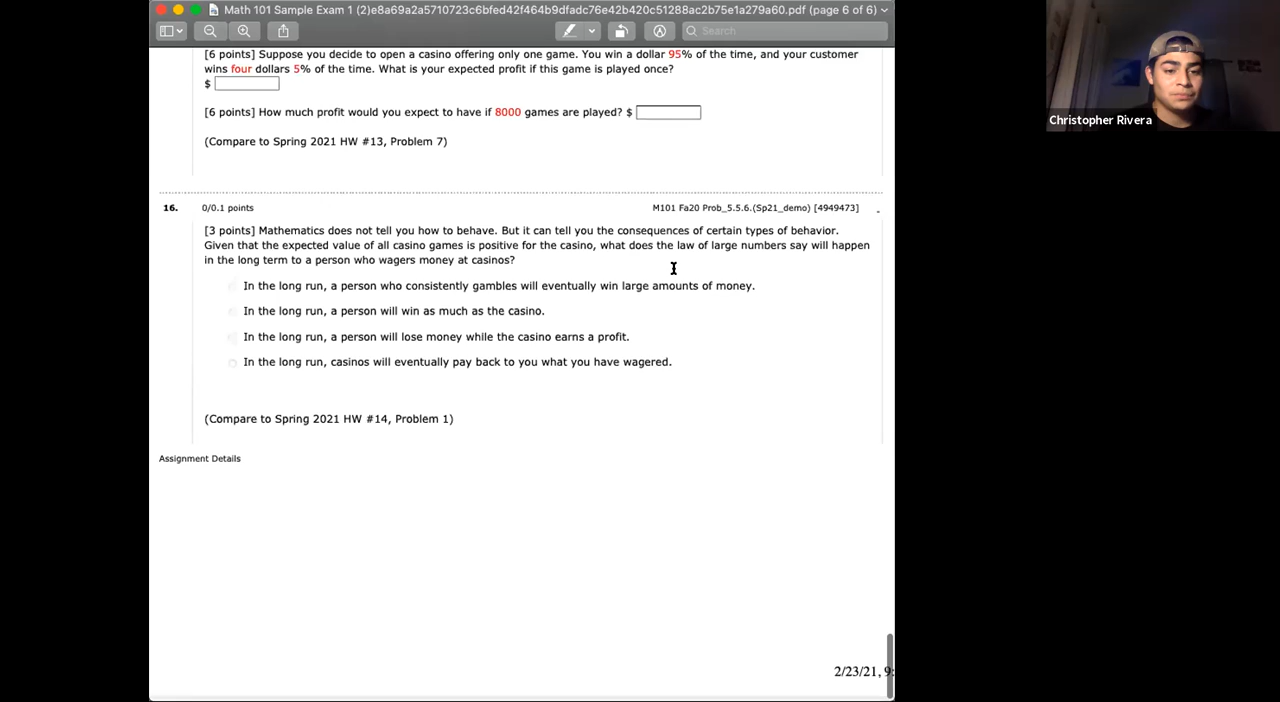 Math 101 Sample Exam 1 (2)e8a69a2a5710723c6bfed42f464b9dfadc76e42b420c51288ac2b75e1a279a60.pdf (page 6 of 6)
Search
[6 points] Suppose you decide to open a casino offering only one game. You win a dollar 95% of the time, and your customer
wins four dollars 5% of the time. What is your expected profit if this game is played once?
$
[6 points] How much profit would you expect to have if 8000 games are played? $
(Compare to Spring 2021 HW #13, Problem 7)
16. 0/0.1 points M101 Fa20 Prob_5.5.6.(Sp21_demo) [4949473]
[3 points] Mathematics does not tell you how to behave. But it can tell you the consequences of certain types of behavior.
Given that the expected value of all casino games is positive for the casino, what does the law of large numbers say will happen
in the long term to a person who wagers money at casinos?
In the long run, a person who consistently gambles will eventually win large amounts of money.
In the long run, a person will win as much as the casino.
In the long run, a person will lose money while the casino earns a profit.
In the long run, casinos will eventually pay back to you what you have wagered.
(Compare to Spring 2021 HW #14, Problem 1)
Assignment Details
2/23/21, 9:
Christopher Rivera